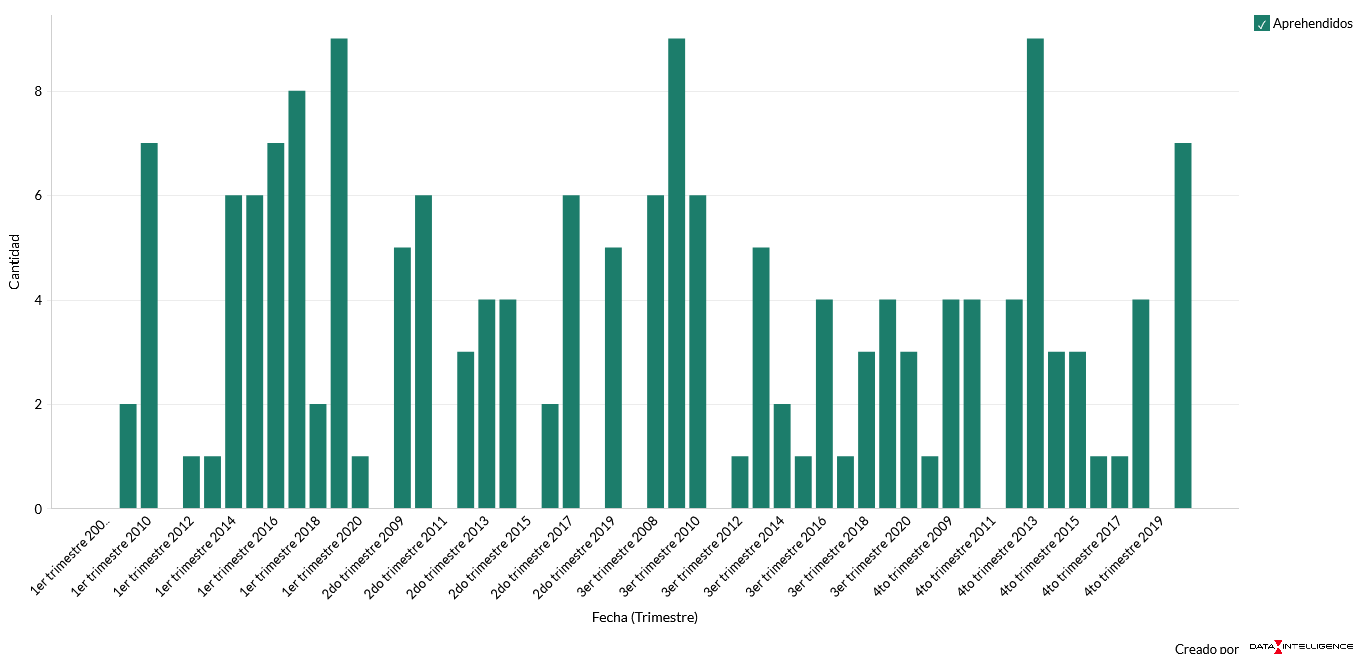 Aprehendidos
8
6
4
2
0
Cantidad
1er trimestre 200..
1er trimestre 2010
1er trimestre 2012
1er trimestre 2014
1er trimestre 2016
1er trimestre 2018
1er trimestre 2020
2do trimestre 2009
2do trimestre 2011
2do trimestre 2013
2do trimestre 2015
2do trimestre 2017
2do trimestre 2019
3er trimestre 2008
3er trimestre 2010
3er trimestre 2012
3er trimestre 2014
3er trimestre 2016
3er trimestre 2018
3er trimestre 2020
4to trimestre 2009
4to trimestre 2011
4to trimestre 2013
4to trimestre 2015
4to trimestre 2017
4to trimestre 2019
Fecha (Trimestre)
Creado por DATA INTELLIGENCE